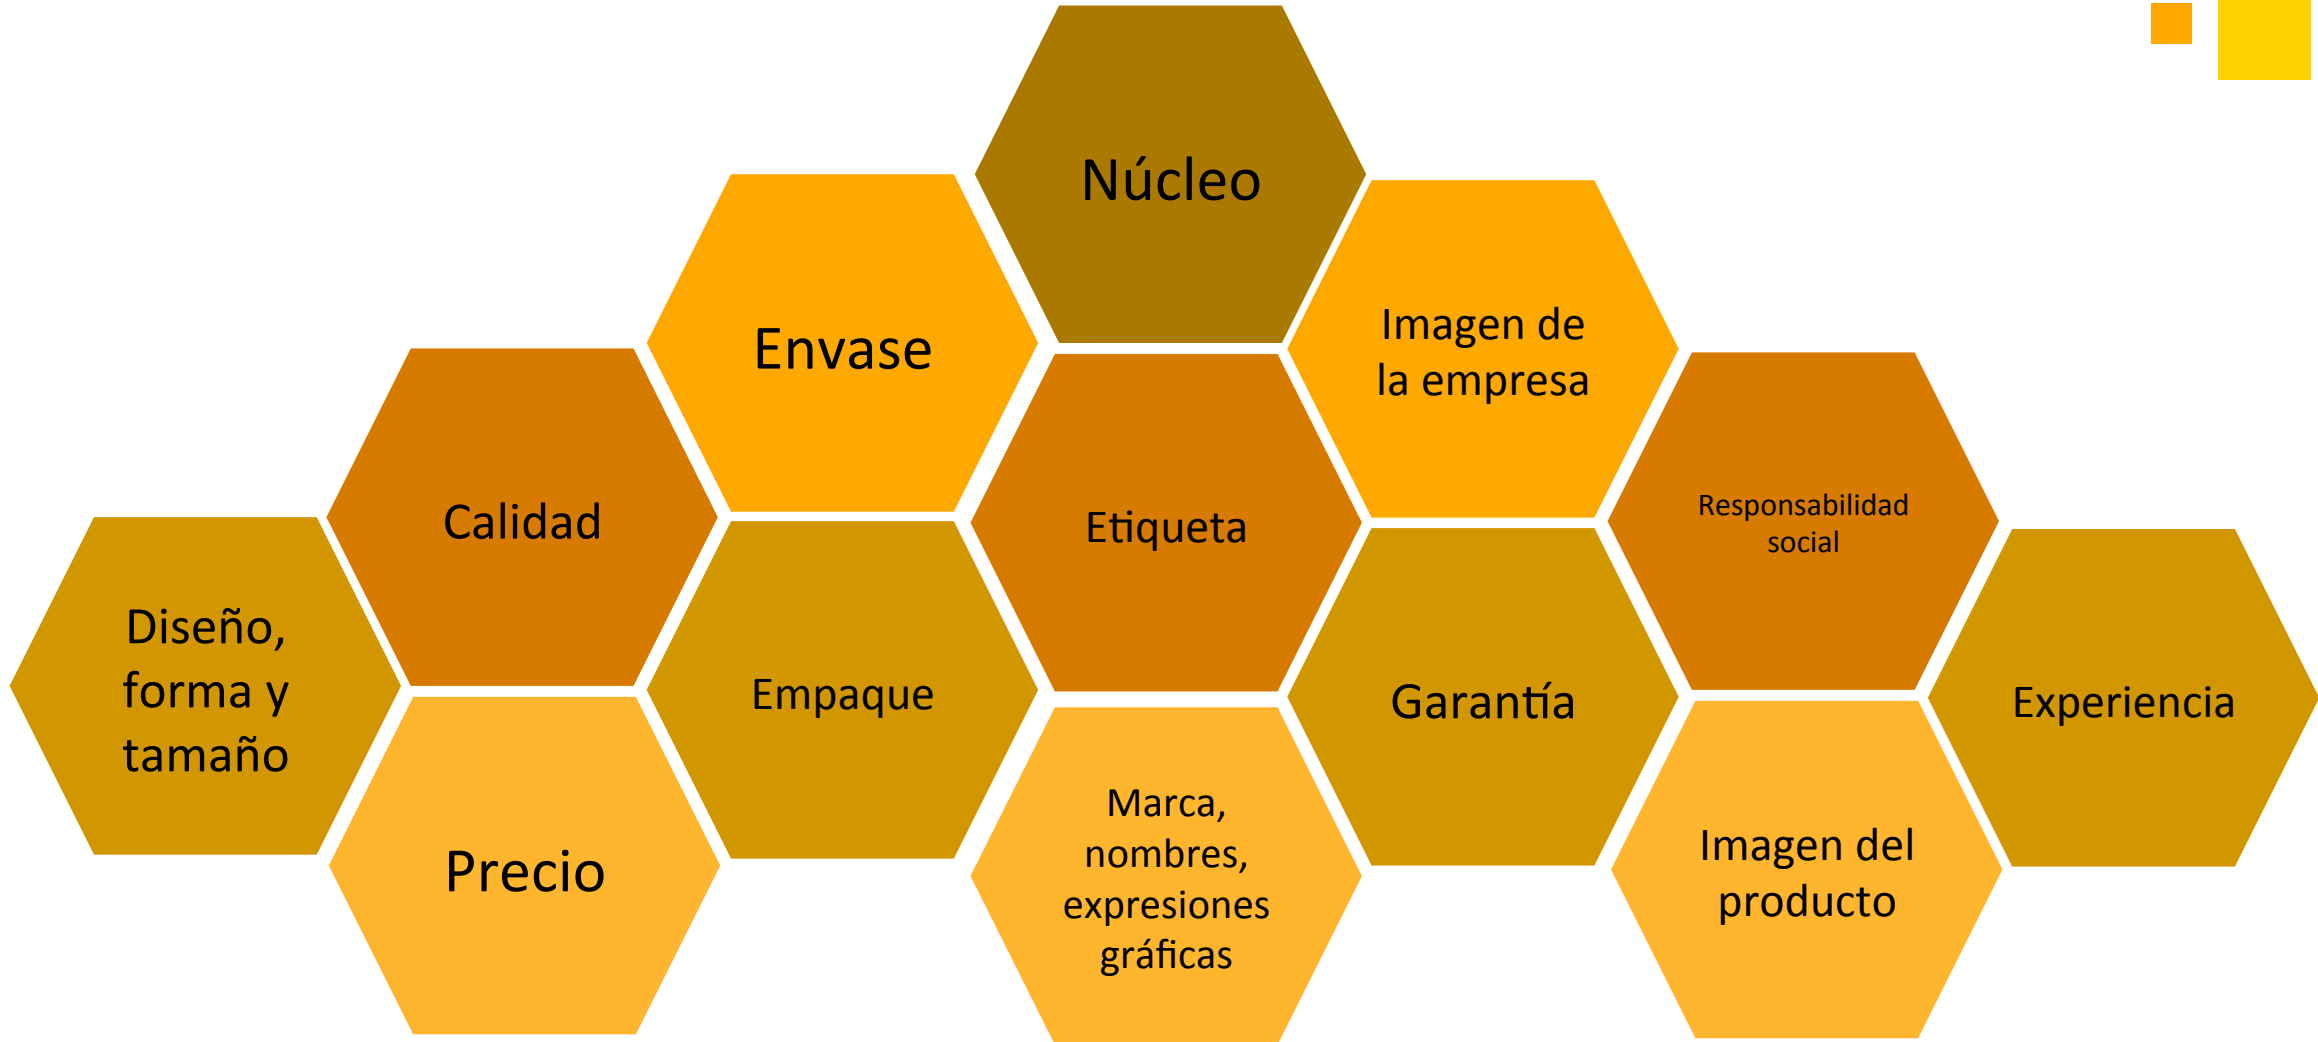 Núcleo
Envase
Imagen de
la empresa
Calidad
Etiqueta
Responsabilidad
social
Diseño,
forma y
tamaño
Empaque
Garantía
Experiencia
Precio
Marca,
nombres,
expresiones
gráficas
Imagen del
producto